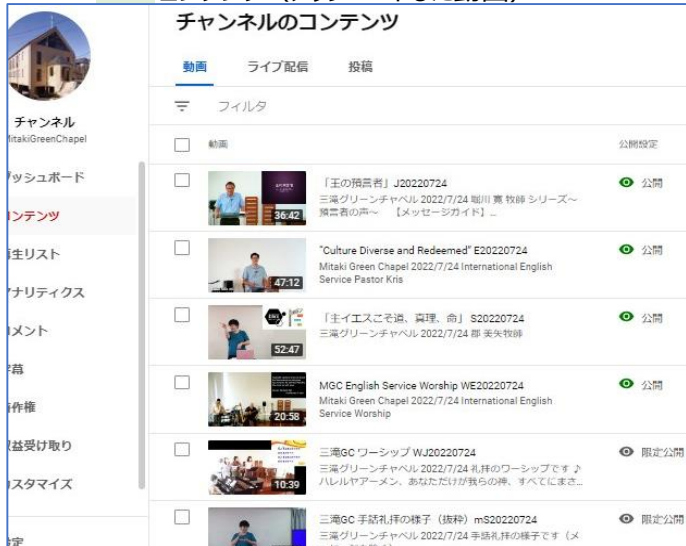 チャンネルのコンテンツ
動画 ライブ配信 投稿
フィルタ
チャンネル
MitakiGreenChapel
動画 公開設定
ダッシュボード
コンテンツ
再生リスト
アナリティクス
コメント
字幕
著作権
収益受け取り
カスタマイズ
設定
「王の預言者」J20220724
三滝グリーンチャペル 2022/7/24 堀川 寛 牧師 シリーズ~
預言者の声~ 【メッセージガイド】...
36:42
公開
"Culture Diverse and Redeemed" E20220724
Mitaki Green Chapel 2022/7/24 International English
Service Pastor Kris
47:12
公開
「主イエスこそ道、真理、命」S20220724
三滝グリーンチャペル 2022/7/24 郡 美矢牧師
52:47
公開
MGC English Service Worship WE20220724
Mitaki Green Chapel 2022/7/24 International English
Service Worship
20:58
公開
三滝GC ワーシップ WJ20220724
三滝グリーンチャペル 2022/7/24 礼拝のワーシップです ♪
ハレルヤアーメン、あなただけが我らの神、すべてにまさ...
10:39
限定公開
三滝GC 手話礼拝の様子（抜粋）mS20220724
三滝グリーンチャペル 2022/7/24 手話礼拝の様子です（メ
限定公開